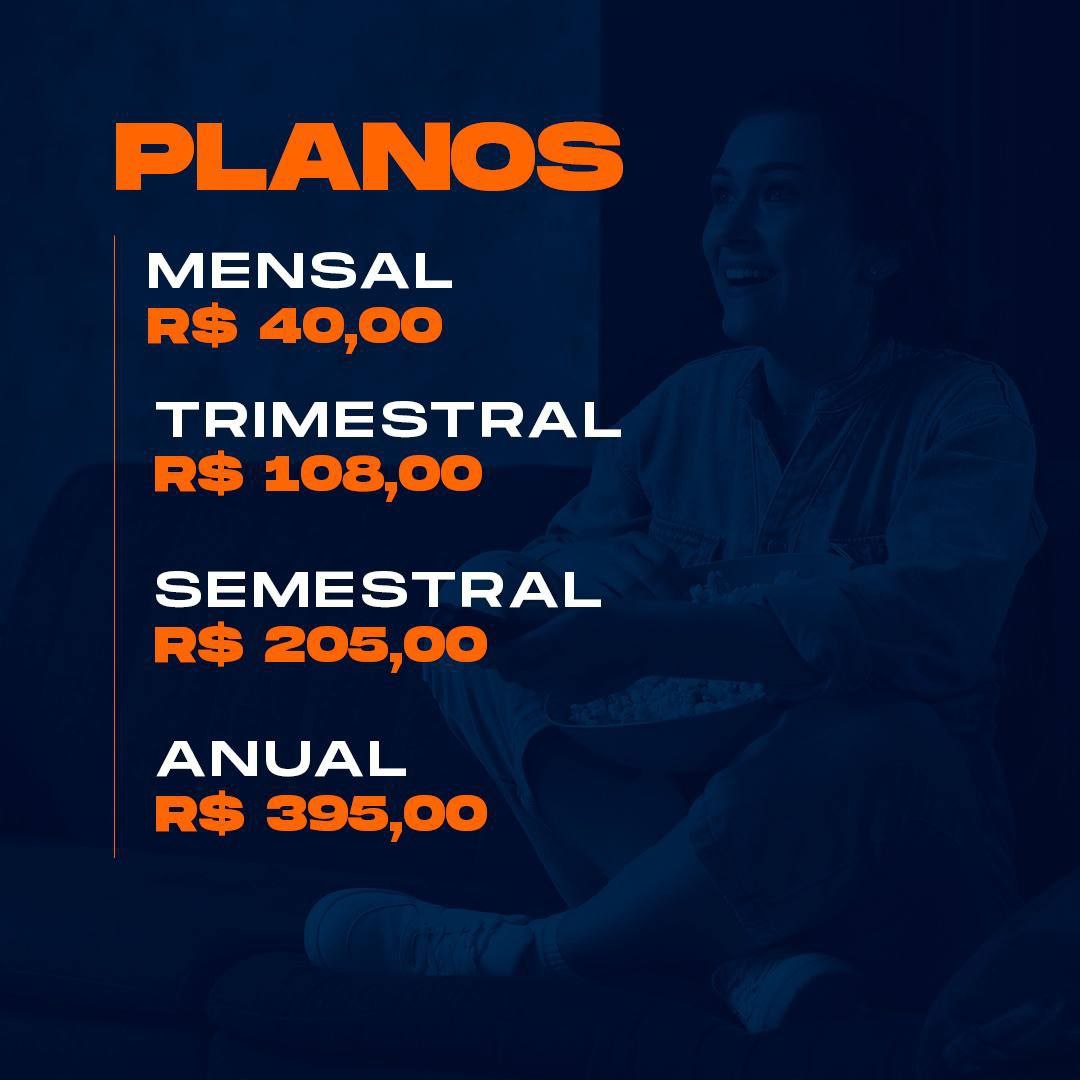 PLANOS
MENSAL
R$ 40,00
TRIMESTRAL
R$ 108,00
SEMESTRAL
R$ 205,00
ANUAL
R$ 395,00